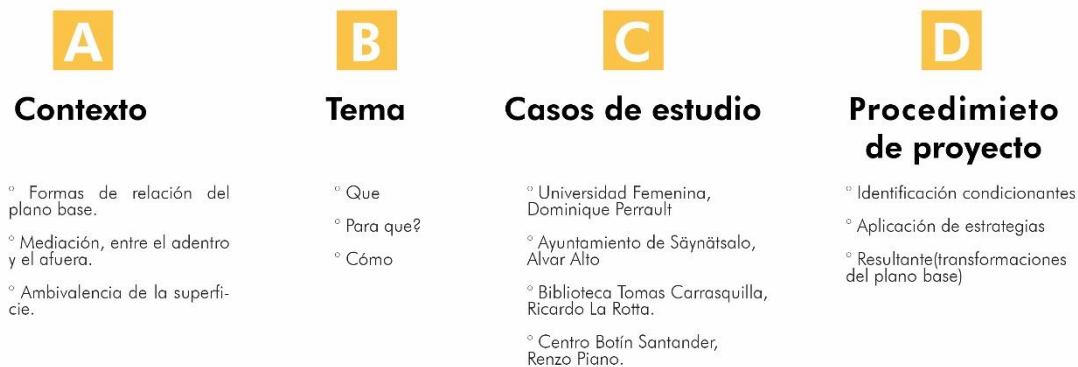 A
Contexto
° Formas de relación del
plano base.
° Mediación, entre el adentro
y el afuera.
° Ambivalencia de la superfi-
cie.
B
Tema
° Que
° Para que?
° Cómo
C
Casos de estudio
° Universidad Femenina,
Dominique Perrault
° Ayuntamiento de Säynätsalo,
Alvar Alto
° Biblioteca Tomas Carrasquilla,
Ricardo La Rotta.
° Centro Botín Santander,
Renzo Piano.
D
Procedimieto
de proyecto
° Identificación condicionantes
° Aplicación de estrategias
° Resultante(transformaciones
del plano base)